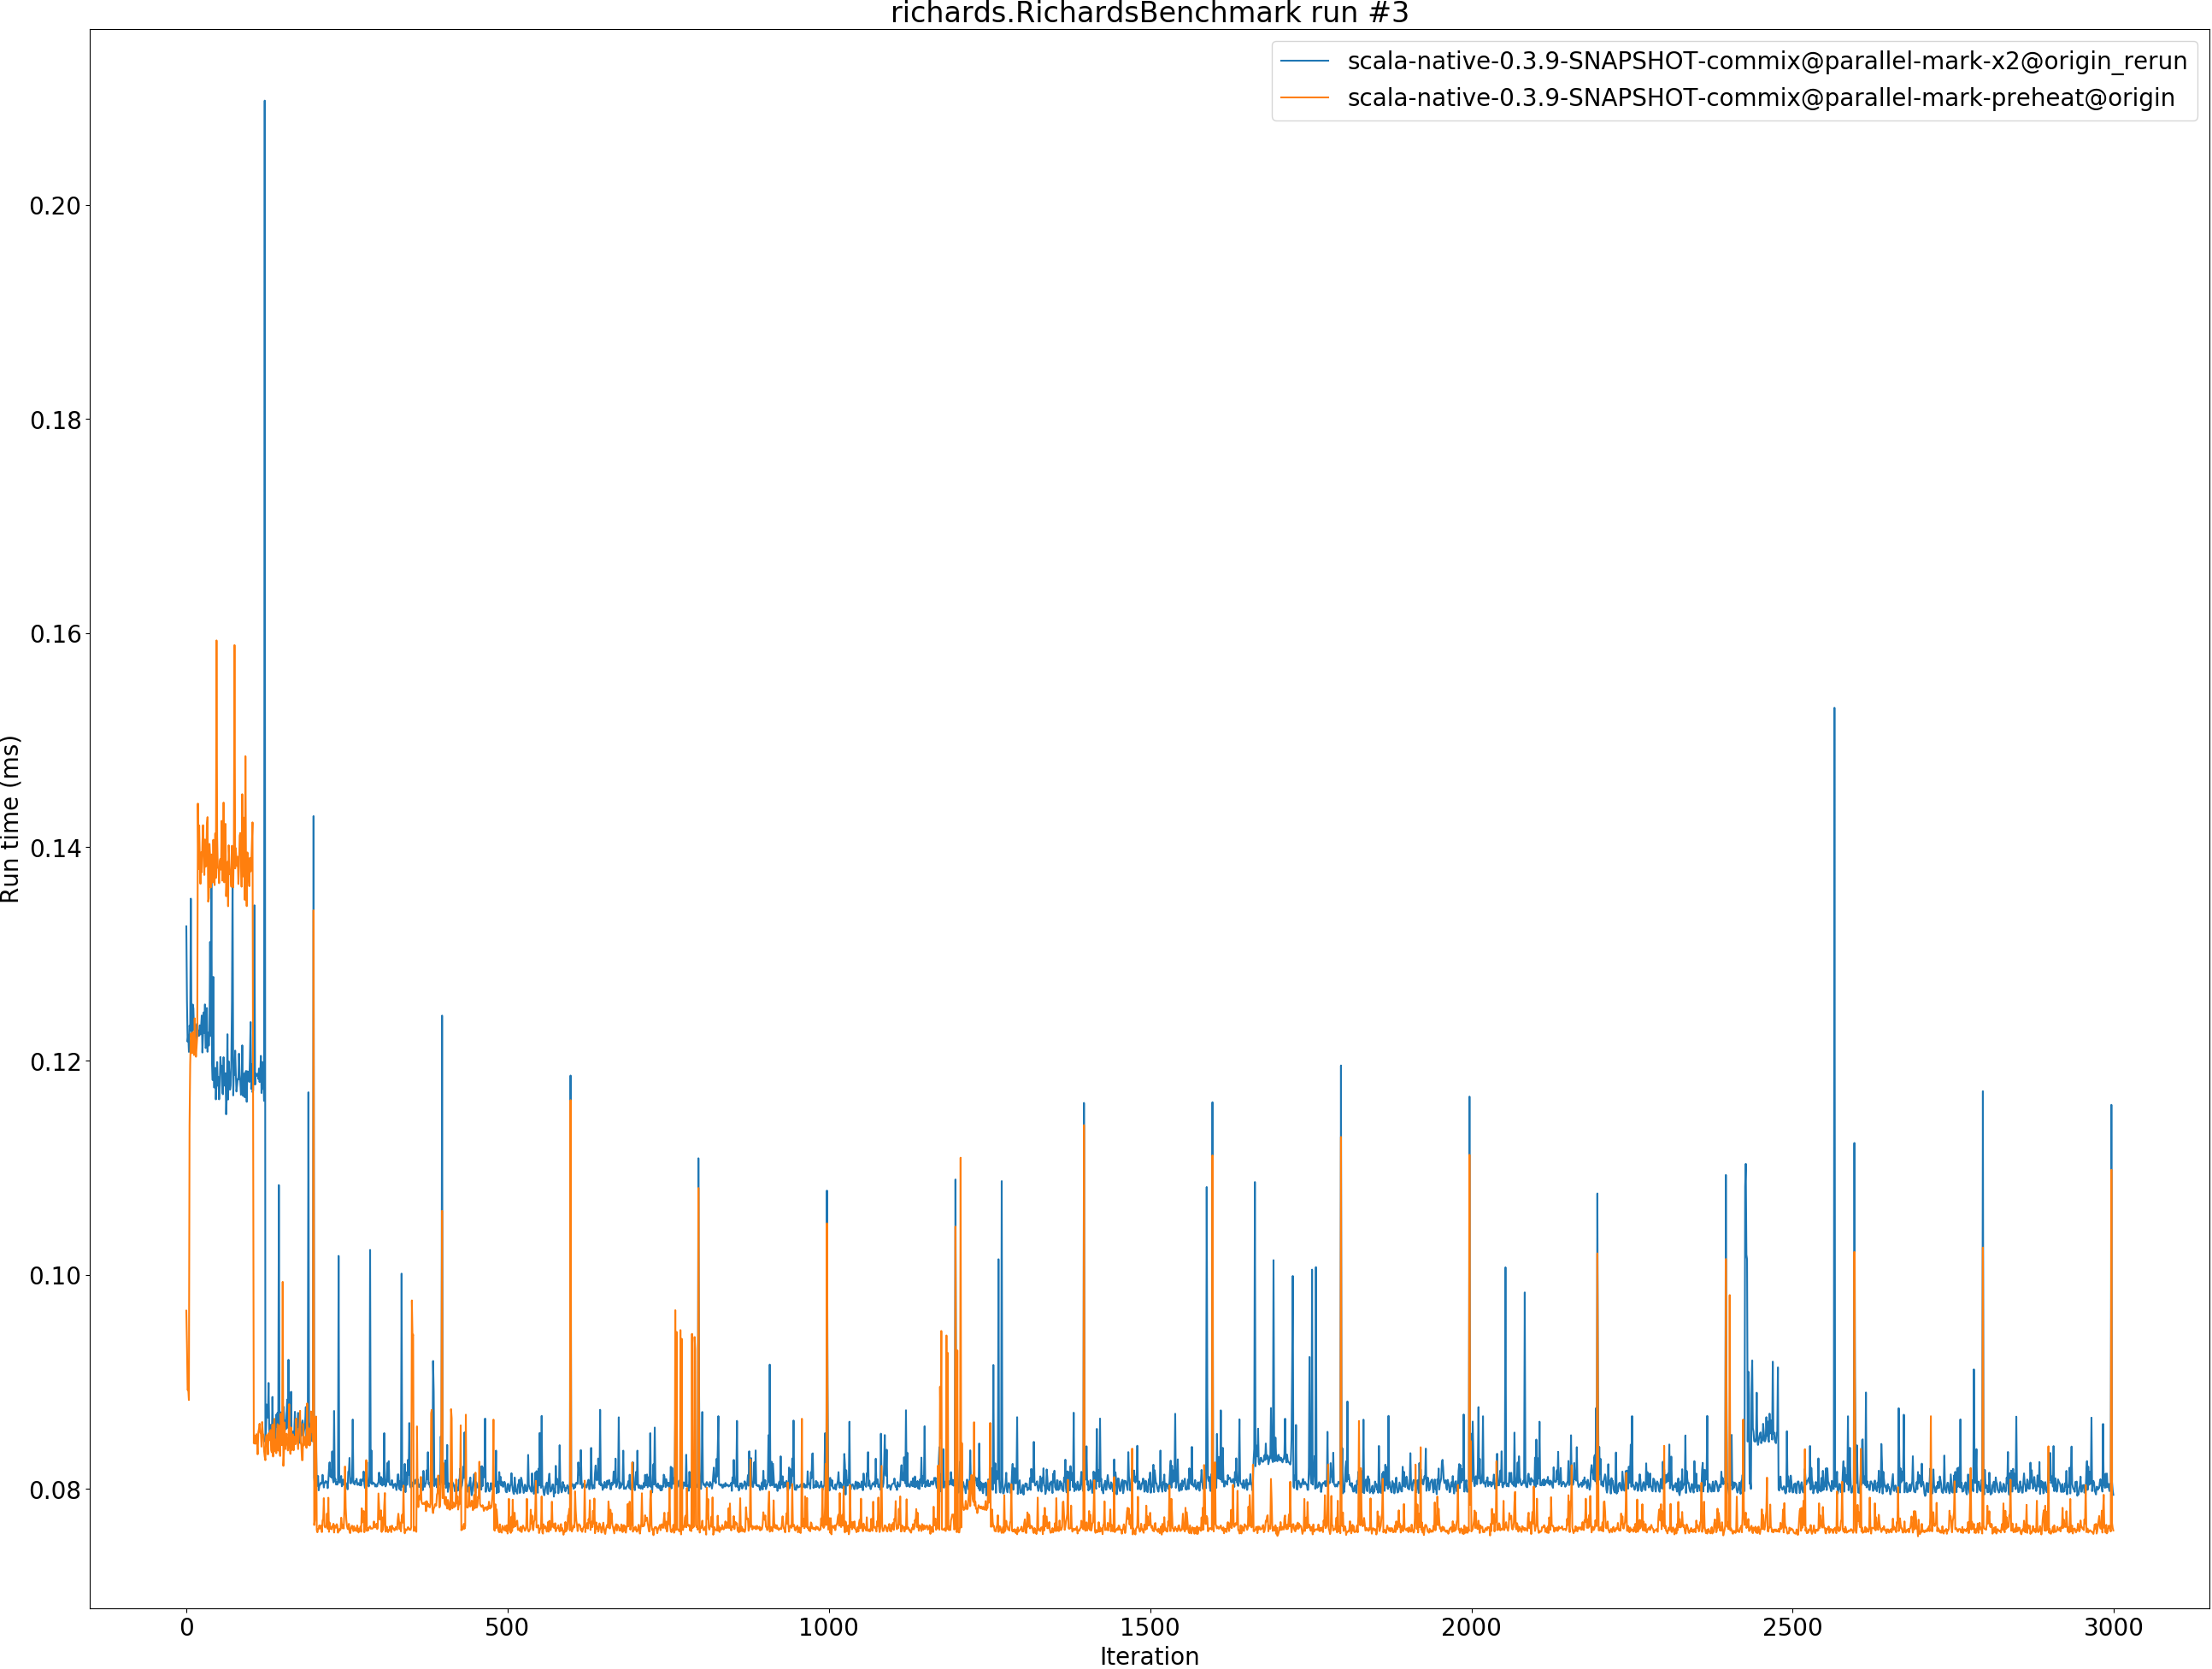 richards.RichardsBenchmark run #3
scala-native-0.3.9-SNAPSHOT-commix@parallel-mark-x2@origin_rerun
scala-native-0.3.9-SNAPSHOT-commix@parallel-mark-preheat@origin
Run time (ms)
0.20
0.18
0.16
0.14
0.12
0.10
0.08
0
500
1000
1500
2000
2500
3000
Iteration